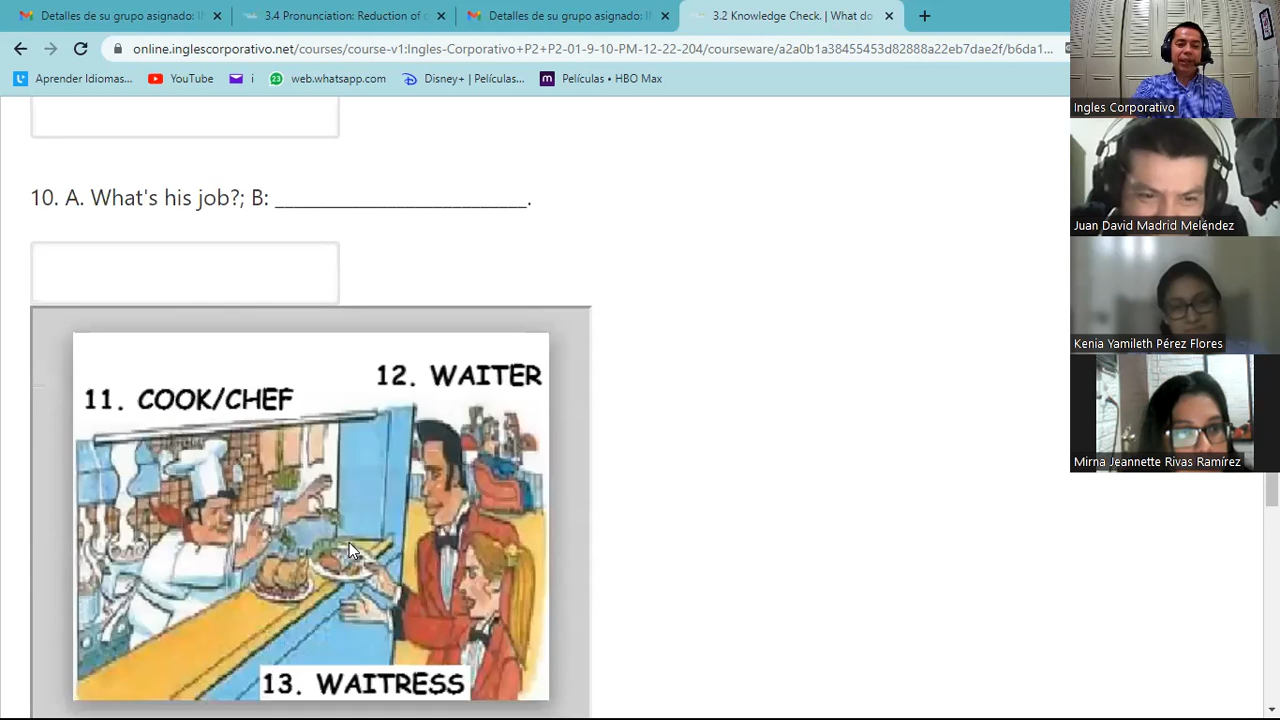 Detalles de su grupo asignado: I
3.4 Pronunciation: Reduction of
Detalles de su grupo asignado: I
3.2 Knowledge Check | What do
online.inglescorporativo.net/courses/course-v1:Ingles-Corporativo+P2+P2-01-9-10-PM-12-22-204/courseware/a2a0b1a38455453d82839822eb7dae2f/b6da1...
Aprender Idiomas...
YouTube
i
web.whatsapp.com
Disney+ | Películas...
Películas • HBO Max
10. A. What's his job?; B: ________________________.
11. COOK/CHEF
12. WAITER
13. WAITRESS
Ingles Corporativo
Juan David Madrid Meléndez
Kenia Yamileth Pérez Flores
Mirna Jeannette Rivas Ramírez